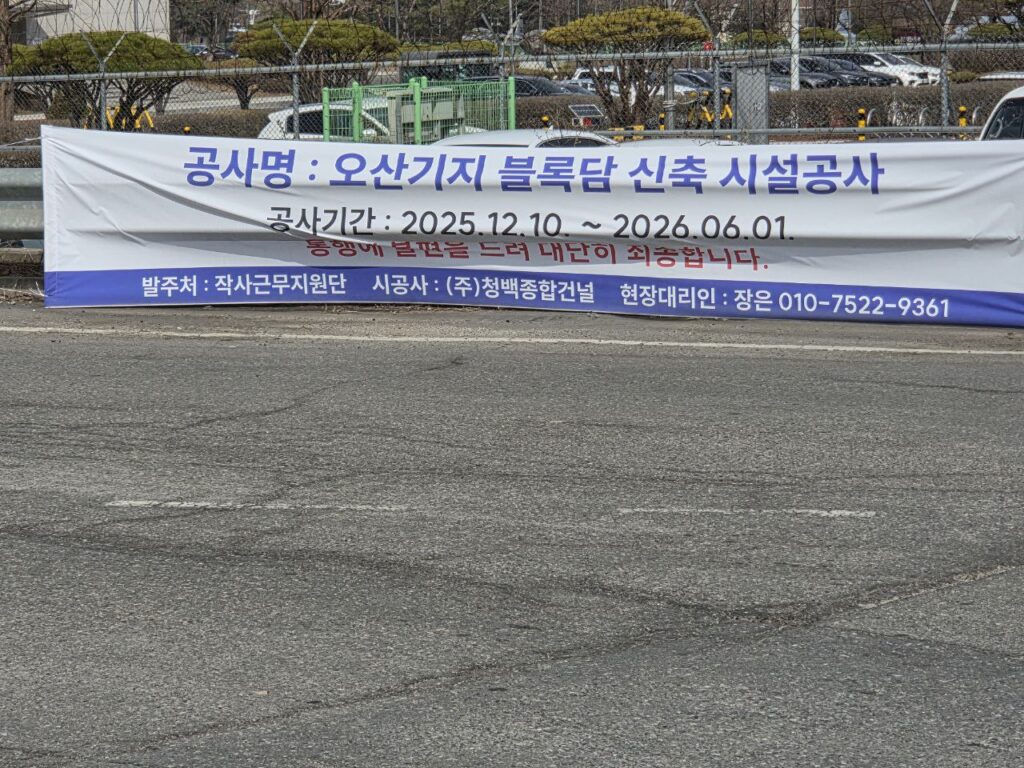 공사명 : 오산기지 블록담 신축 시설공사
공사기간 : 2025.12.10. ~ 2026.06.01.
통행에 불편을 드려 대단히 죄송합니다.
발주처 : 작사근무지원단 시공사 : (주)청백종합건널 현장대리인 : 장은 010-7522-9361